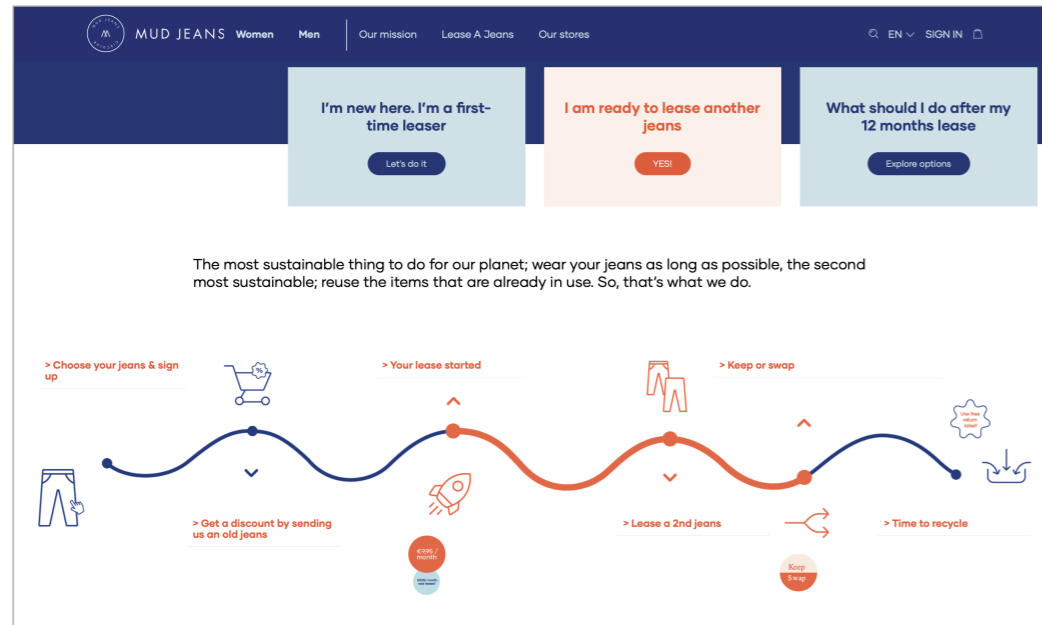 MUD JEANS Women Men Our mission Lease A Jeans Our stores EN SIGN IN
I'm new here. I'm a first-
time leaser
Let's do it
I am ready to lease another
jeans
YES!
What should I do after my
12 months lease
Explore options
The most sustainable thing to do for our planet; wear your jeans as long as possible, the second
most sustainable; reuse the items that are already in use. So, that's what we do.
> Choose your jeans & sign
up
%
> Get a discount by sending
us an old jeans
> Your lease started
month
> Lease a 2nd jeans
> Keep or swap
Keep
Swap
Use free
return
> Time to recycle